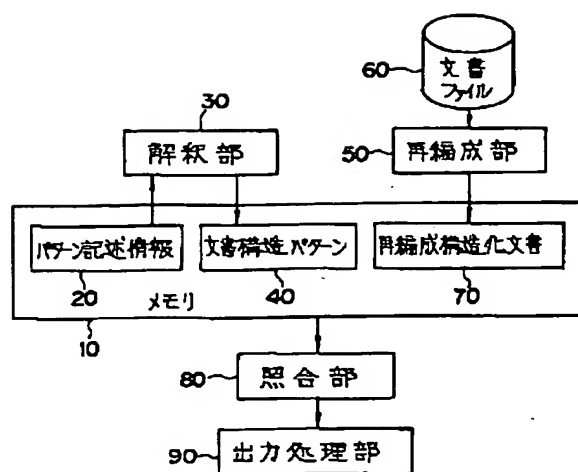 60
文書
ファイル
30
解釈部
50
再編成部
パターン記述情報
文書構造パターン
再編成構造化文書
20
メモリ
40
70
10
80
照合部
90
出力処理部